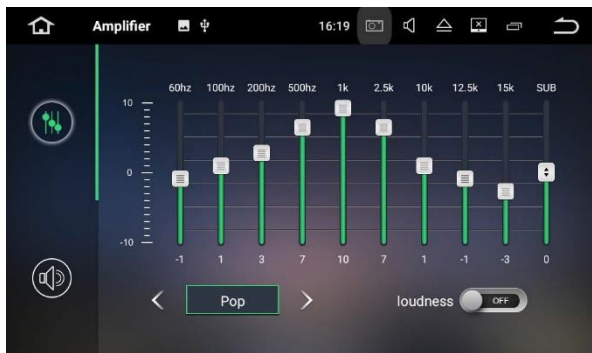 Amplifier 16:19
60hz 100hz 200hz 500hz 1k 2.5k 10k 12.5k 15k SUB
10
0
-10
-1 1 3 7 10 7 1 -1 -3 0
Pop loudness OFF